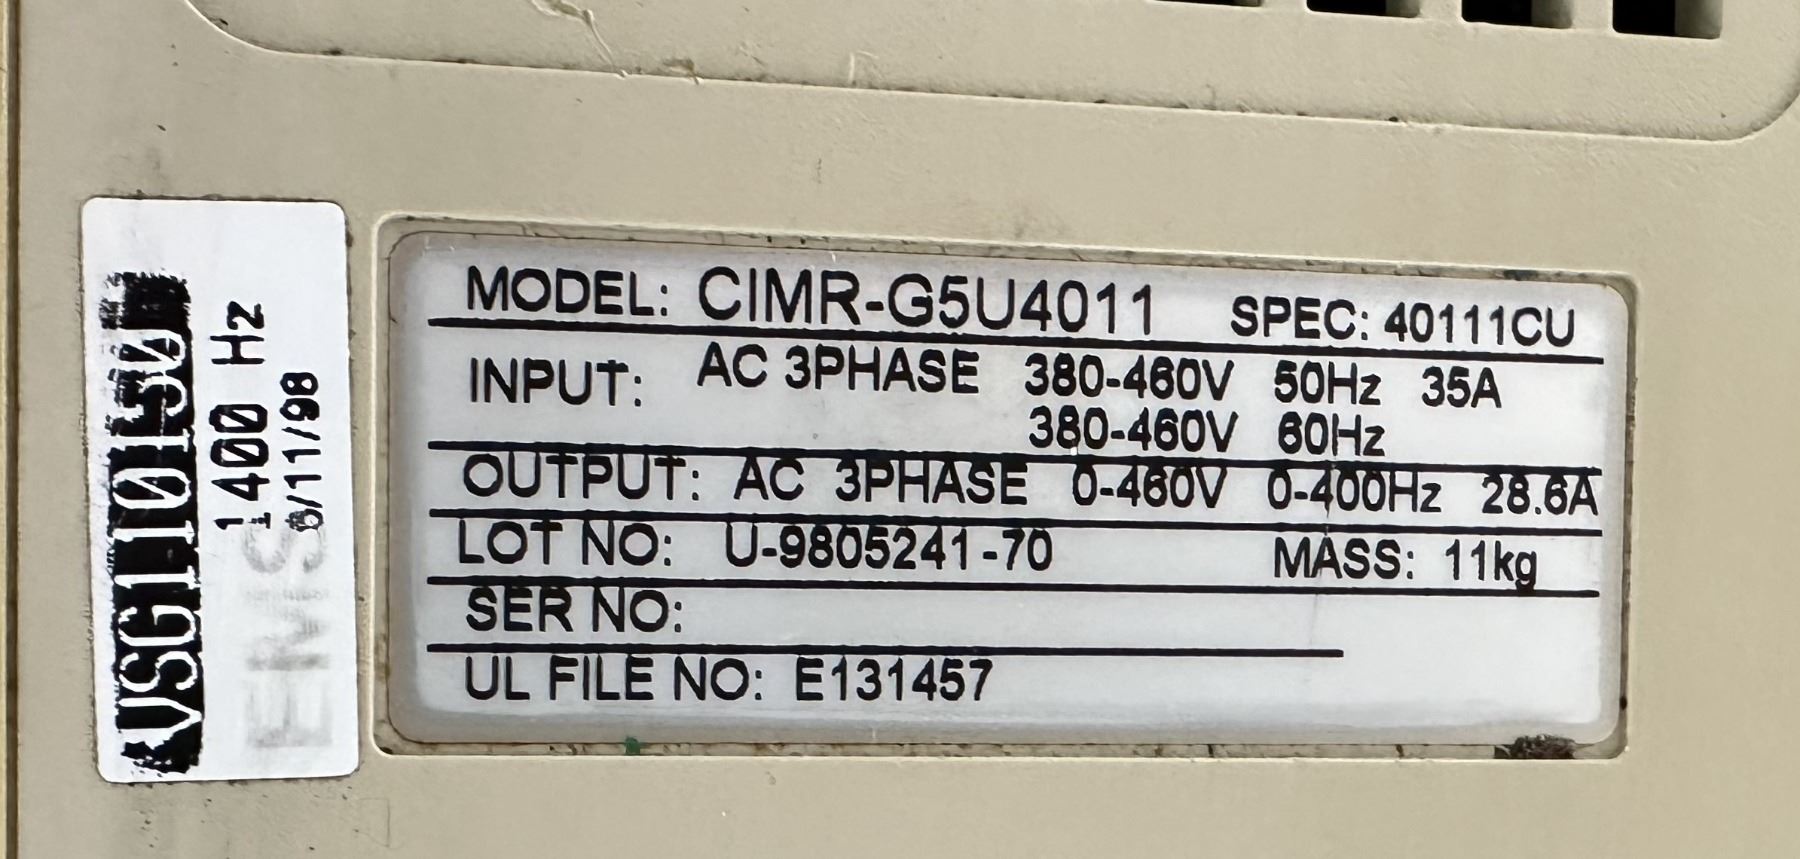 VSG110150
1400 Hz
EMS
MODEL: CIMR-G5U4011 SPEC: 40111CU
INPUT: AC 3PHASE 380-460V 50Hz 35A
380-460V 60Hz
OUTPUT: AC 3PHASE 0-460V 0-400Hz 28.6A
LOT NO: U-9805241-70 MASS: 11kg
SER NO:
UL FILE NO: E131457